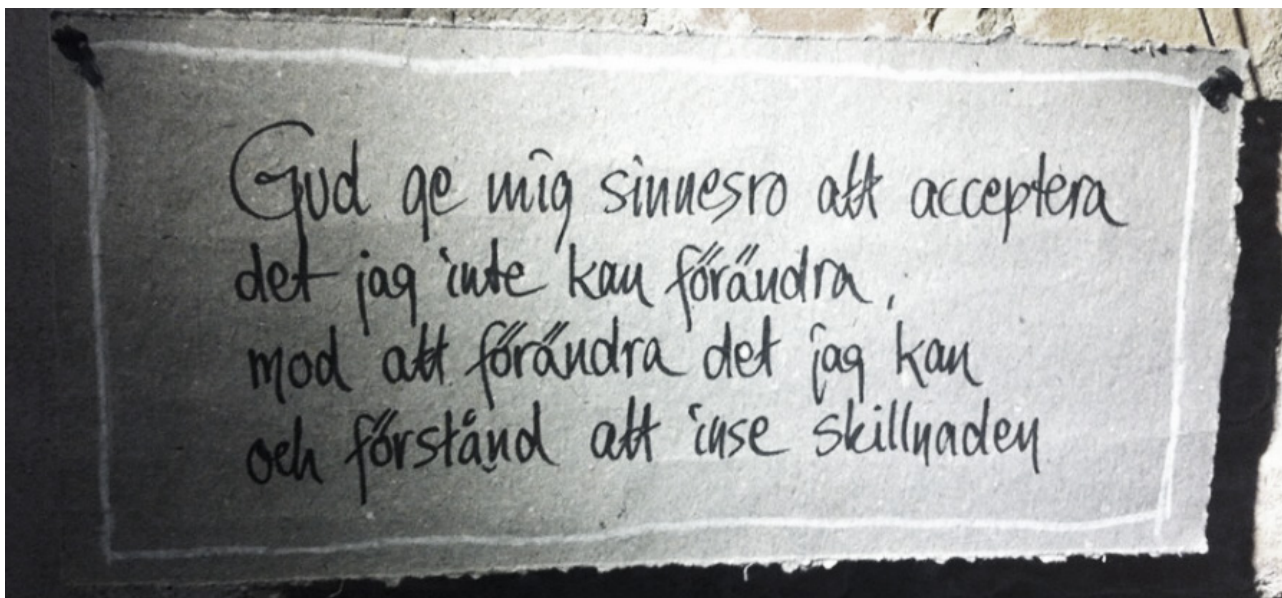 Gud ge mig sinnesro att acceptera
det jag inte kan förändra,
mod att förändra det jag kan
och förstånd att inse skillnaden